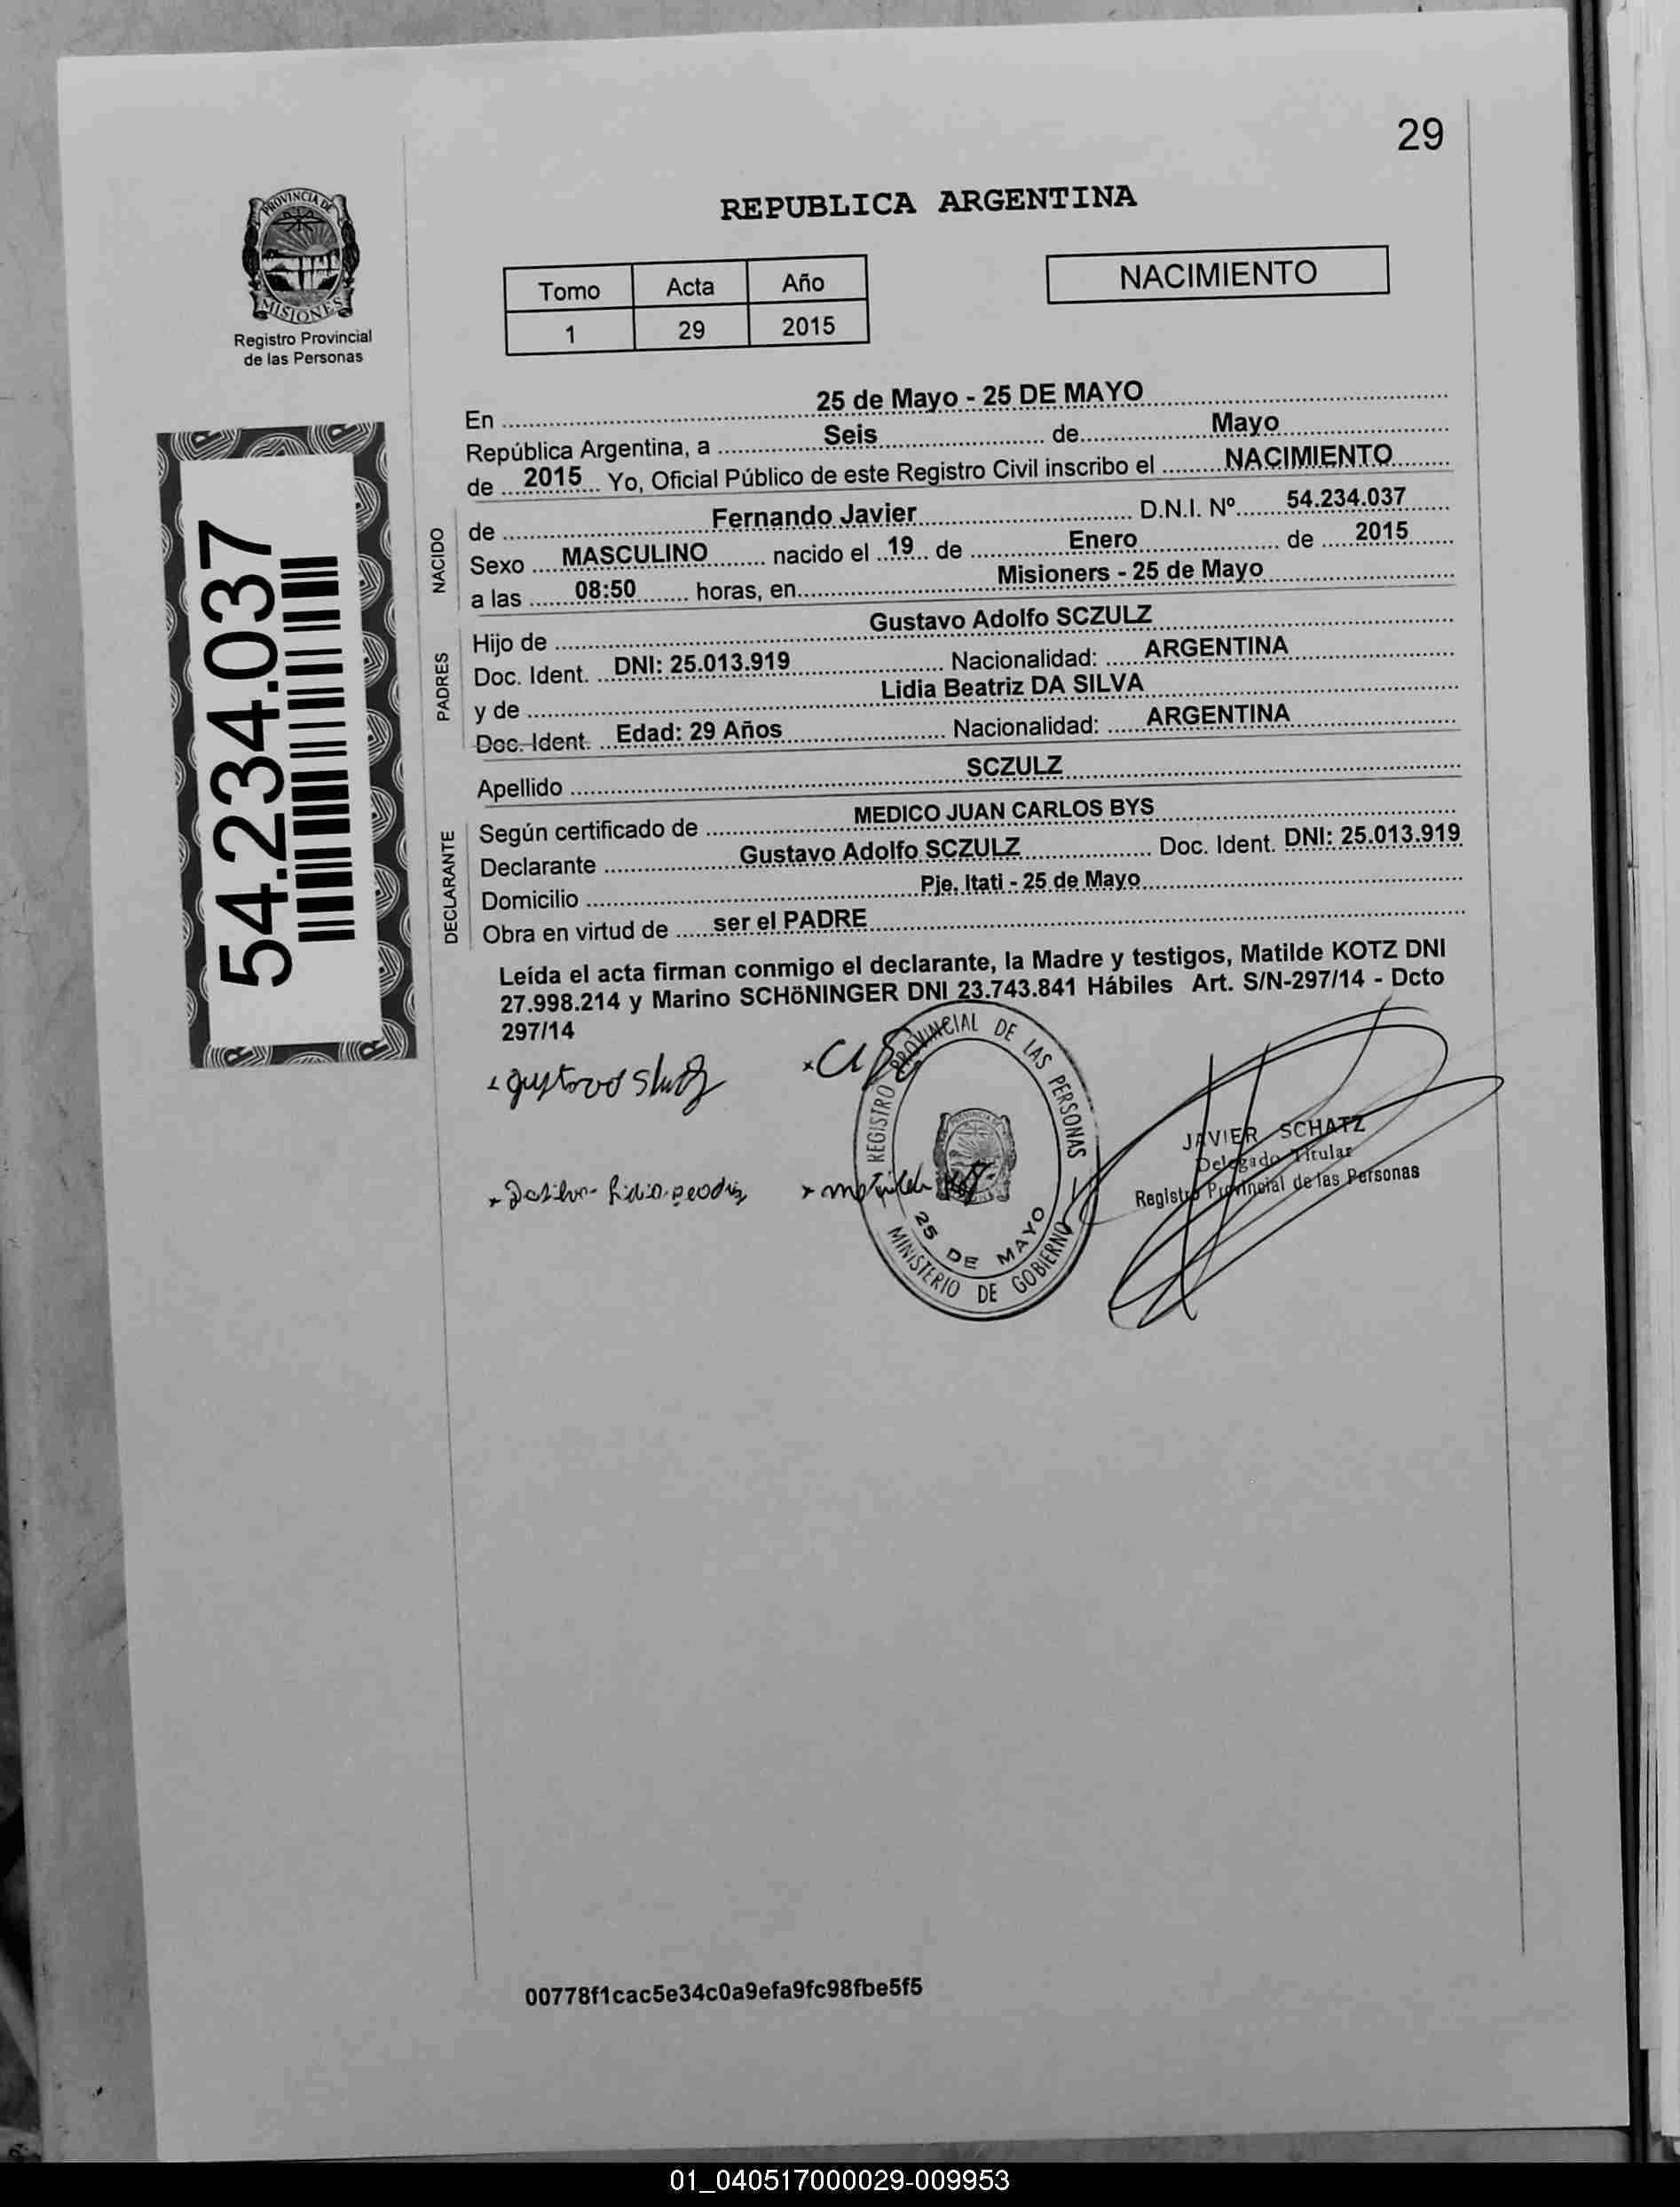 29
PROVINCIA DE
MISIONES
Registro Provincial
de las Personas
REPUBLICA ARGENTINA
Tomo Acta Año
1 29 2015
NACIMIENTO
54.234.037
En 25 de Mayo - 25 DE MAYO
República Argentina, a Seis de Mayo
de 2015 Yo, Oficial Público de este Registro Civil inscribo el NACIMIENTO
NACIDO
de Fernando Javier D.N.I. Nº 54.234.037
Sexo MASCULINO nacido el 19 de Enero de 2015
a las 08:50 horas, en Misioners - 25 de Mayo
PADRES
Hijo de Gustavo Adolfo SCZULZ
Doc. Ident. DNI: 25.013.919 Nacionalidad: ARGENTINA
y de Lidia Beatriz DA SILVA
Doc. Ident. Edad: 29 Años Nacionalidad: ARGENTINA
Apellido SCZULZ
DECLARANTE
Según certificado de MEDICO JUAN CARLOS BYS
Declarante Gustavo Adolfo SCZULZ Doc. Ident. DNI: 25.013.919
Domicilio Pje. Itati - 25 de Mayo
Obra en virtud de ser el PADRE
Leída el acta firman conmigo el declarante, la Madre y testigos, Matilde KOTZ DNI
27.998.214 y Marino SCHöNINGER DNI 23.743.841 Hábiles Art. S/N-297/14 - Dcto
297/14
REGISTRO PROVINCIAL DE LAS PERSONAS
25 DE MAYO
MINISTERIO DE GOBIERNO
JAVIER SCHATZ
Delegado Titular
Registro Provincial de las Personas
00778f1cac5e34c0a9efa9fc98fbe5f5
01_040517000029-009953